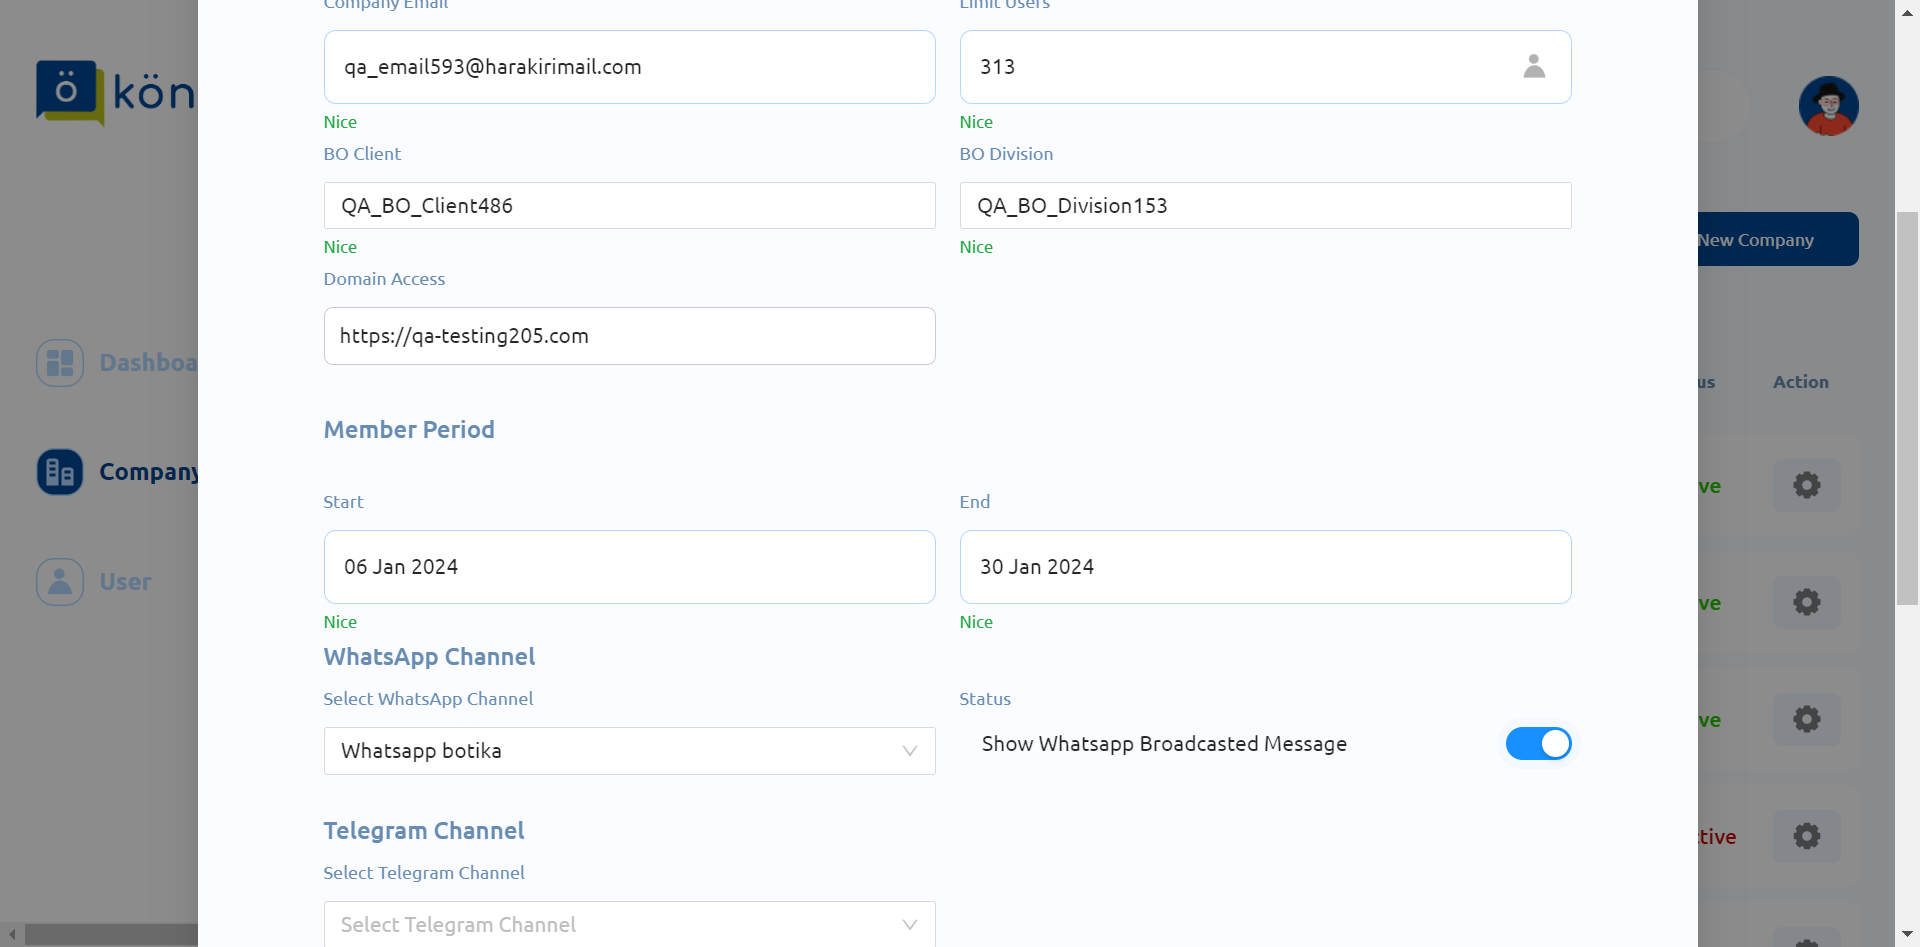 Company Email
Limit Users
qa_email593@harakirimail.com
313
Nice
Nice
BO Client
BO Division
QA_BO_Client486
QA_BO_Division153
Nice
Nice
Domain Access
https://qa-testing205.com
Member Period
Start
End
06 Jan 2024
30 Jan 2024
Nice
Nice
WhatsApp Channel
Select WhatsApp Channel
Status
Whatsapp botika
Show Whatsapp Broadcasted Message
Telegram Channel
Select Telegram Channel
Select Telegram Channel
ö kön
Dashboa
Company
User
New Company
us
Action
ve
ve
ve
ctive